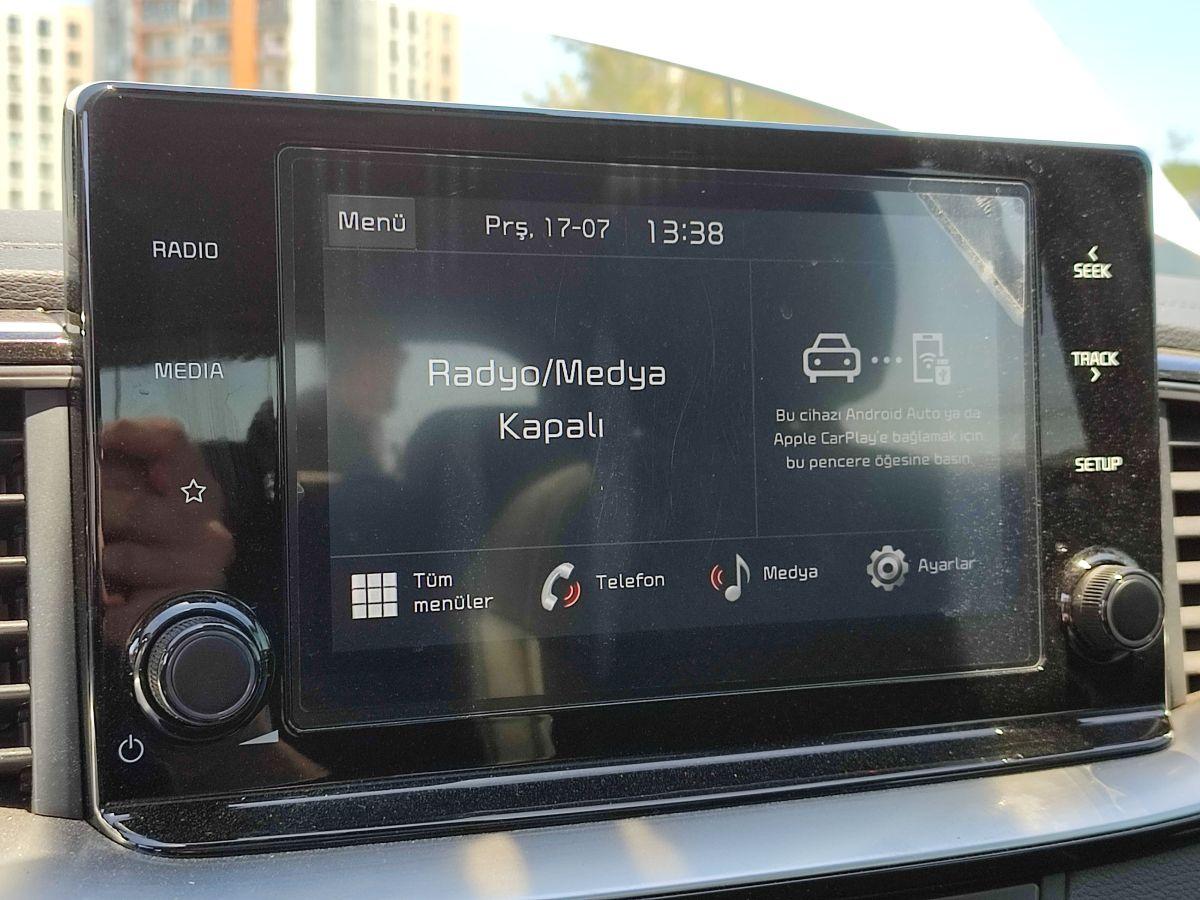 RADIO
MEDIA
Menü
Prş, 17-07
13:38
Radyo/Medya
Kapalı
Bu cihazı Android Auto ya da
Apple CarPlay'e bağlamak için
bu pencere öğesine basın.
Tüm
menüler
Telefon
Medya
Ayarlar
SEEK
TRACK
SETUP